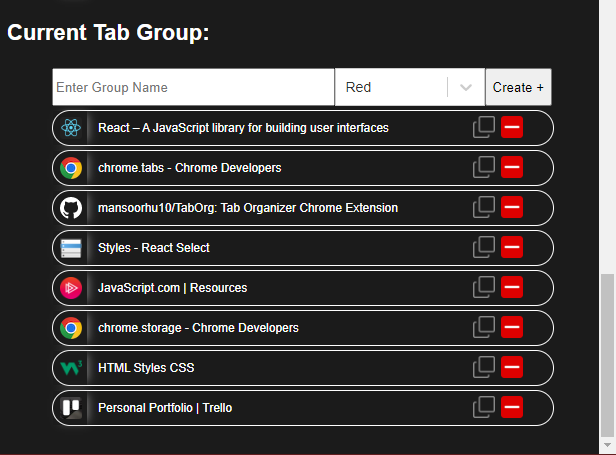 Current Tab Group:
Enter Group Name Red Create +
React – A JavaScript library for building user interfaces
chrome.tabs - Chrome Developers
mansoorhu10/TabOrg: Tab Organizer Chrome Extension
Styles - React Select
JavaScript.com | Resources
chrome.storage - Chrome Developers
HTML Styles CSS
Personal Portfolio | Trello